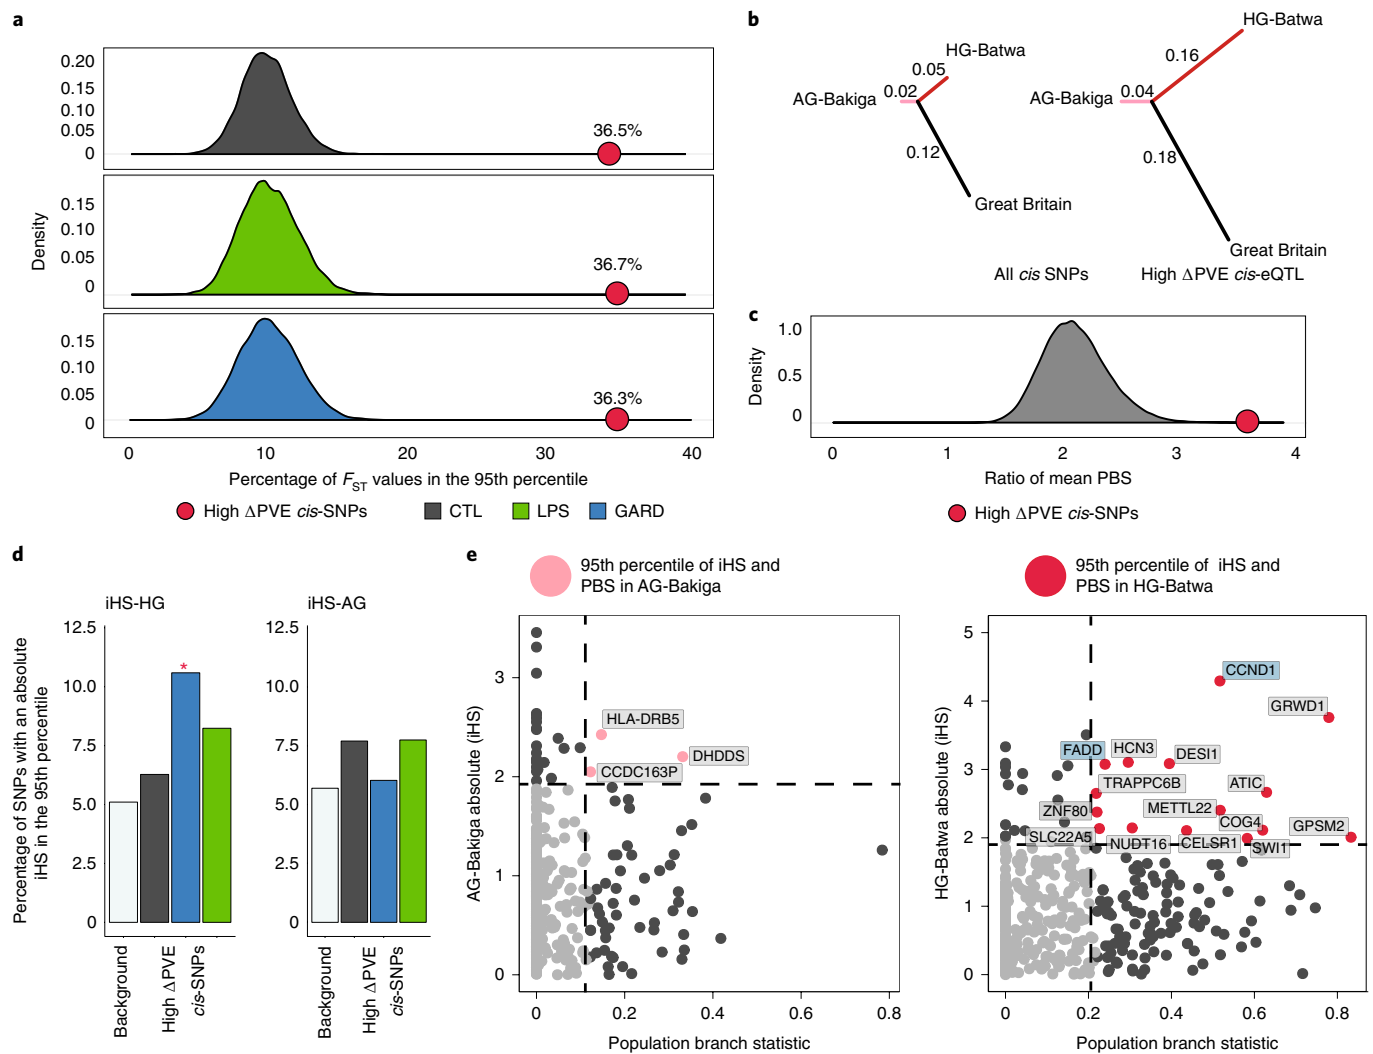 a
0.20
0.15
0.10
0.05
0
36.5%
0.15
0.10
0.05
0
36.7%
0.15
0.10
0.05
0
36.3%
Density
0
10
20
30
40
Percentage of FST values in the 95th percentile
High ΔPVE cis-SNPs
CTL
LPS
GARD
b
HG-Batwa
0.05
0.02
AG-Bakiga
0.12
Great Britain
All cis SNPs
HG-Batwa
0.16
0.04
AG-Bakiga
0.18
Great Britain
High ΔPVE cis-eQTL
c
1.0
0.5
0
Density
0
1
2
3
4
Ratio of mean PBS
High ΔPVE cis-SNPs
d
iHS-HG
12.5
10.0
7.5
5.0
2.5
0
*
Percentage of SNPs with an absolute
iHS in the 95th percentile
Background
High ΔPVE
cis-SNPs
iHS-AG
12.5
10.0
7.5
5.0
2.5
0
Background
High ΔPVE
cis-SNPs
e
95th percentile of iHS and
PBS in AG-Bakiga
3
2
1
0
AG-Bakiga absolute (iHS)
HLA-DRB5
DHDDS
CCDC163P
0
0.2
0.4
0.6
0.8
Population branch statistic
95th percentile of iHS and
PBS in HG-Batwa
5
4
3
2
1
0
HG-Batwa absolute (iHS)
CCND1
GRWD1
FADD
HCN3
DESI1
TRAPPC6B
ATIC
ZNF80
METTL22
COG4
GPSM2
SLC22A5
NUDT16
CELSR1
SWI1
0
0.2
0.4
0.6
0.8
Population branch statistic